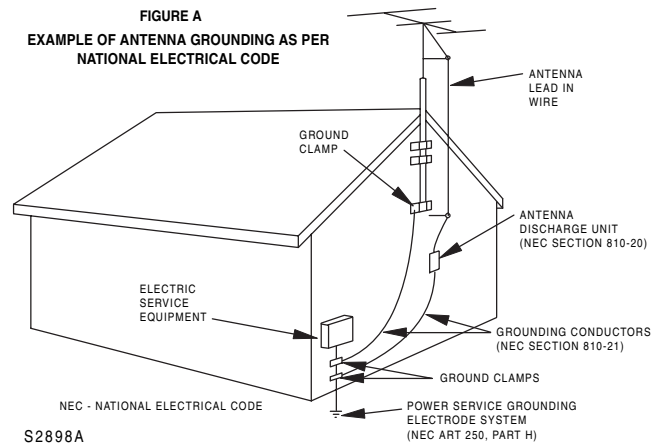 FIGURE A
EXAMPLE OF ANTENNA GROUNDING AS PER
NATIONAL ELECTRICAL CODE
ANTENNA
LEAD IN
WIRE
GROUND
CLAMP
ANTENNA
DISCHARGE UNIT
(NEC SECTION 810-20)
ELECTRIC
SERVICE
EQUIPMENT
GROUNDING CONDUCTORS
(NEC SECTION 810-21)
GROUND CLAMPS
NEC - NATIONAL ELECTRICAL CODE
POWER SERVICE GROUNDING
ELECTRODE SYSTEM
(NEC ART 250, PART H)
S2898A